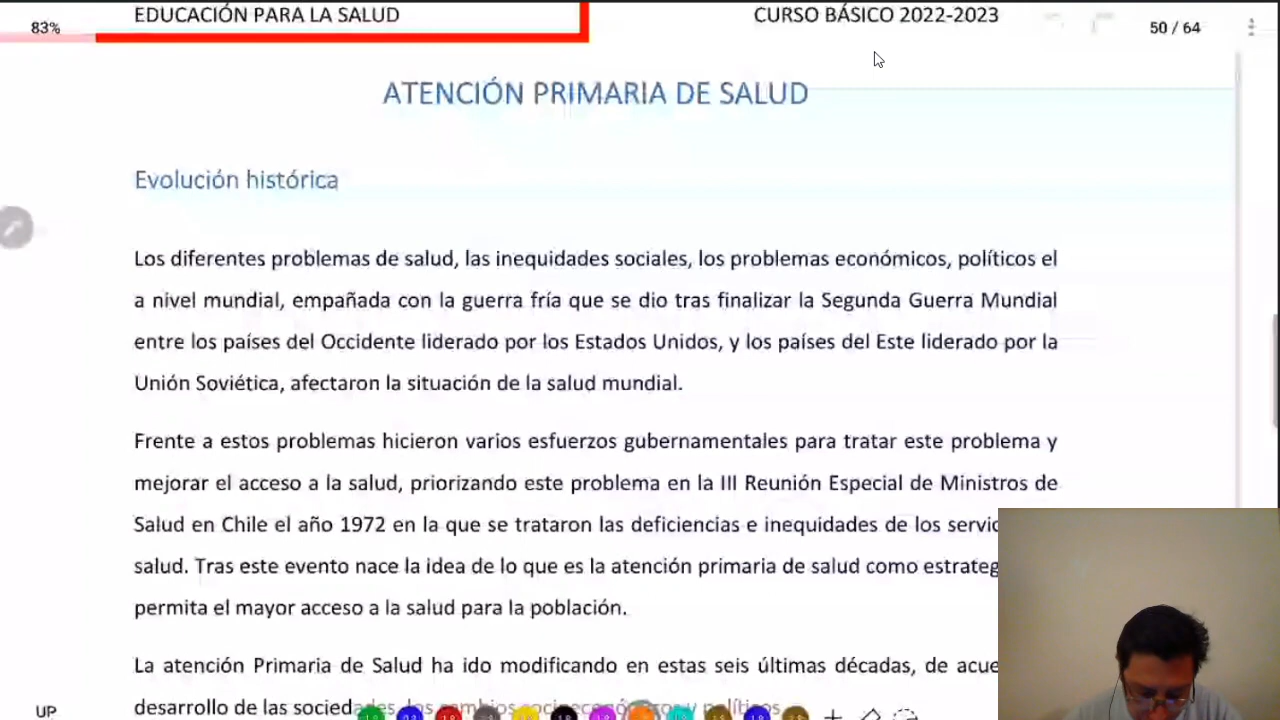 EDUCACIÓN PARA LA SALUD
CURSO BÁSICO 2022-2023
83%
50 / 64
ATENCIÓN PRIMARIA DE SALUD
Evolución histórica
Los diferentes problemas de salud, las inequidades sociales, los problemas económicos, políticos el
a nivel mundial, empañada con la guerra fría que se dio tras finalizar la Segunda Guerra Mundial
entre los países del Occidente liderado por los Estados Unidos, y los países del Este liderado por la
Unión Soviética, afectaron la situación de la salud mundial.
Frente a estos problemas hicieron varios esfuerzos gubernamentales para tratar este problema y
mejorar el acceso a la salud, priorizando este problema en la III Reunión Especial de Ministros de
Salud en Chile el año 1972 en la que se trataron las deficiencias e inequidades de los servic
salud. Tras este evento nace la idea de lo que es la atención primaria de salud como estrateg
permita el mayor acceso a la salud para la población.
La atención Primaria de Salud ha ido modificando en estas seis últimas décadas, de acue
desarrollo de las sociedades, los cambios socioeconómicos y políticos
UP